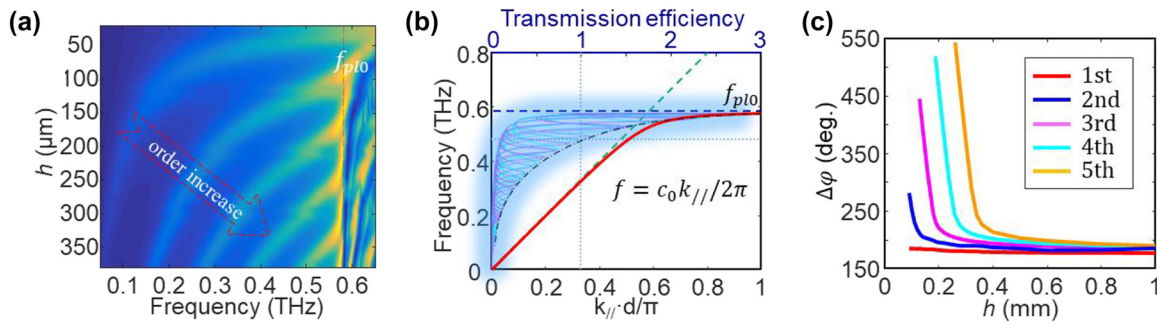 (a)
f_pl0
order increase
50
100
150
200
250
300
350
h (μm)
0.1 0.2 0.3 0.4 0.5 0.6
Frequency (THz)
(b)
Transmission efficiency
0 1 2 3
f_pl0
f = c₀k_///2π
0.8
0.6
0.4
0.2
0
Frequency (THz)
0 0.2 0.4 0.6 0.8 1
k_//·d/π
(c)
550
450
350
250
150
Δφ (deg.)
1st
2nd
3rd
4th
5th
0 0.2 0.4 0.6 0.8 1
h (mm)